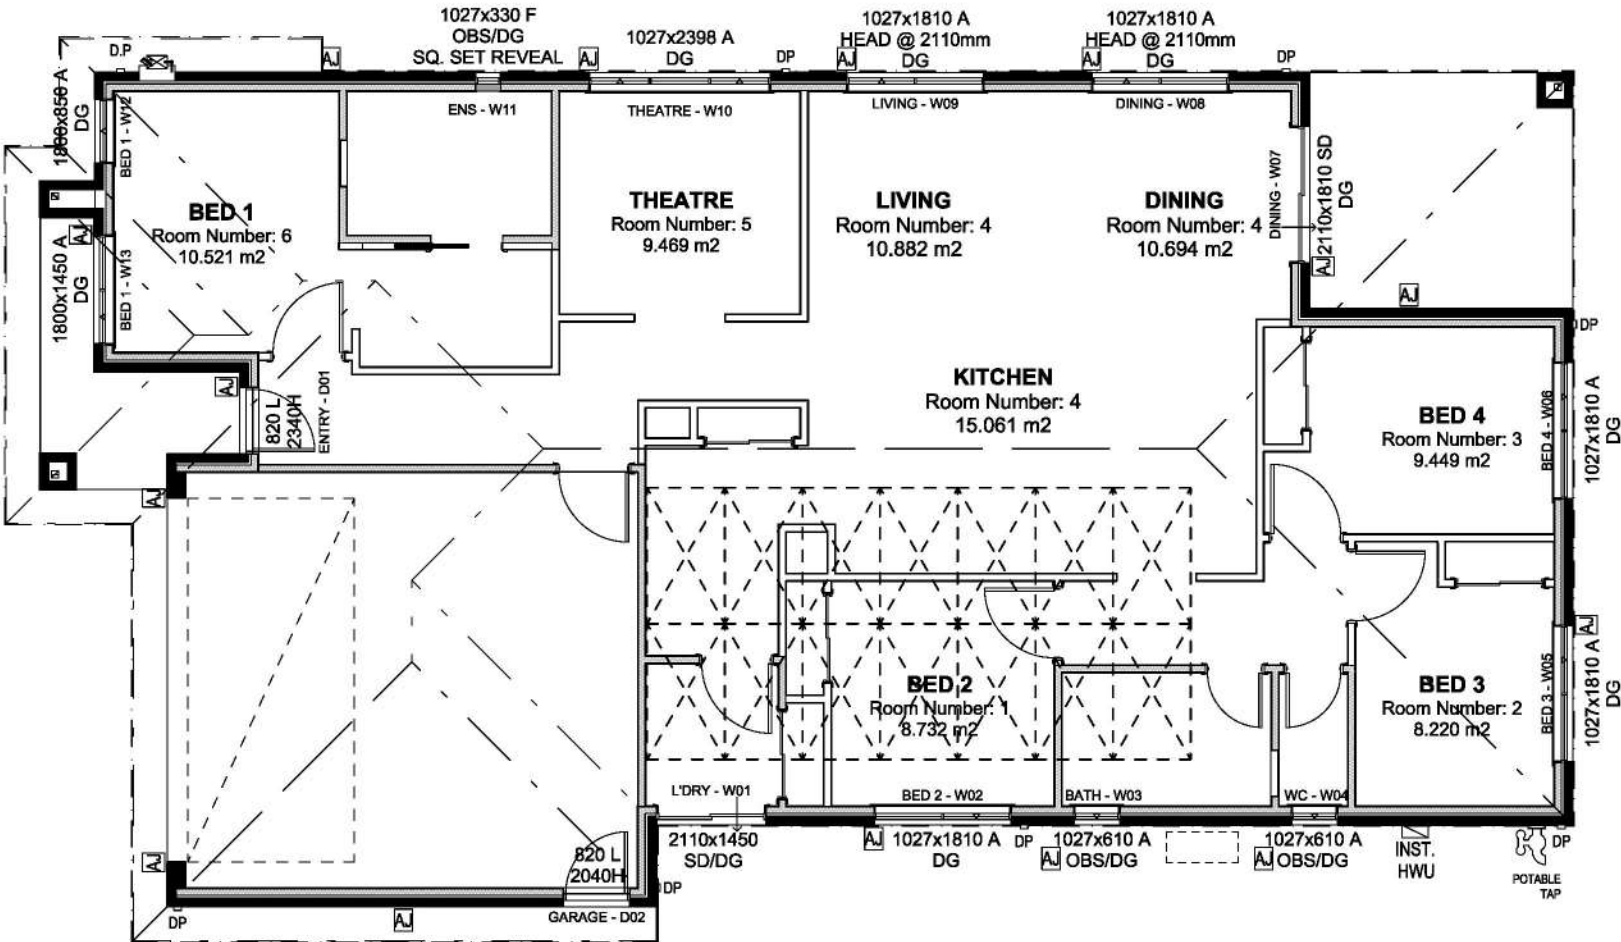 1027x330 F
OBS/DG
SQ. SET REVEAL
1027x2398 A
DG
1027x1810 A
HEAD @ 2110mm
DG
1027x1810 A
HEAD @ 2110mm
DG
D.P
AJ
AJ
DP
AJ
AJ
DP
1800x850 A
DG
BED 1 - W12
ENS - W11
THEATRE - W10
LIVING - W09
DINING - W08
DINING - W07
2110x1810 SD
DG
BED 1
Room Number: 6
10.521 m2
THEATRE
Room Number: 5
9.469 m2
LIVING
Room Number: 4
10.882 m2
DINING
Room Number: 4
10.694 m2
AJ
1800x1450 A
DG
BED 1 - W13
AJ
AJ
DP
KITCHEN
Room Number: 4
15.061 m2
AJ
820 L
2340H
ENTRY - D01
BED 4
Room Number: 3
9.449 m2
BED 4 - W06
1027x1810 A
DG
AJ
AJ
BED 2
Room Number: 1
8.732 m2
BED 3
Room Number: 2
8.220 m2
BED 3 - W05
1027x1810 A
DG
L'DRY - W01
BED 2 - W02
BATH - W03
WC - W04
2110x1450
SD/DG
AJ
1027x1810 A
DG
DP
1027x610 A
AJ
OBS/DG
1027x610 A
AJ
OBS/DG
INST.
HWU
DP
POTABLE
TAP
AJ
820 L
2040H
DP
GARAGE - D02
DP
AJ